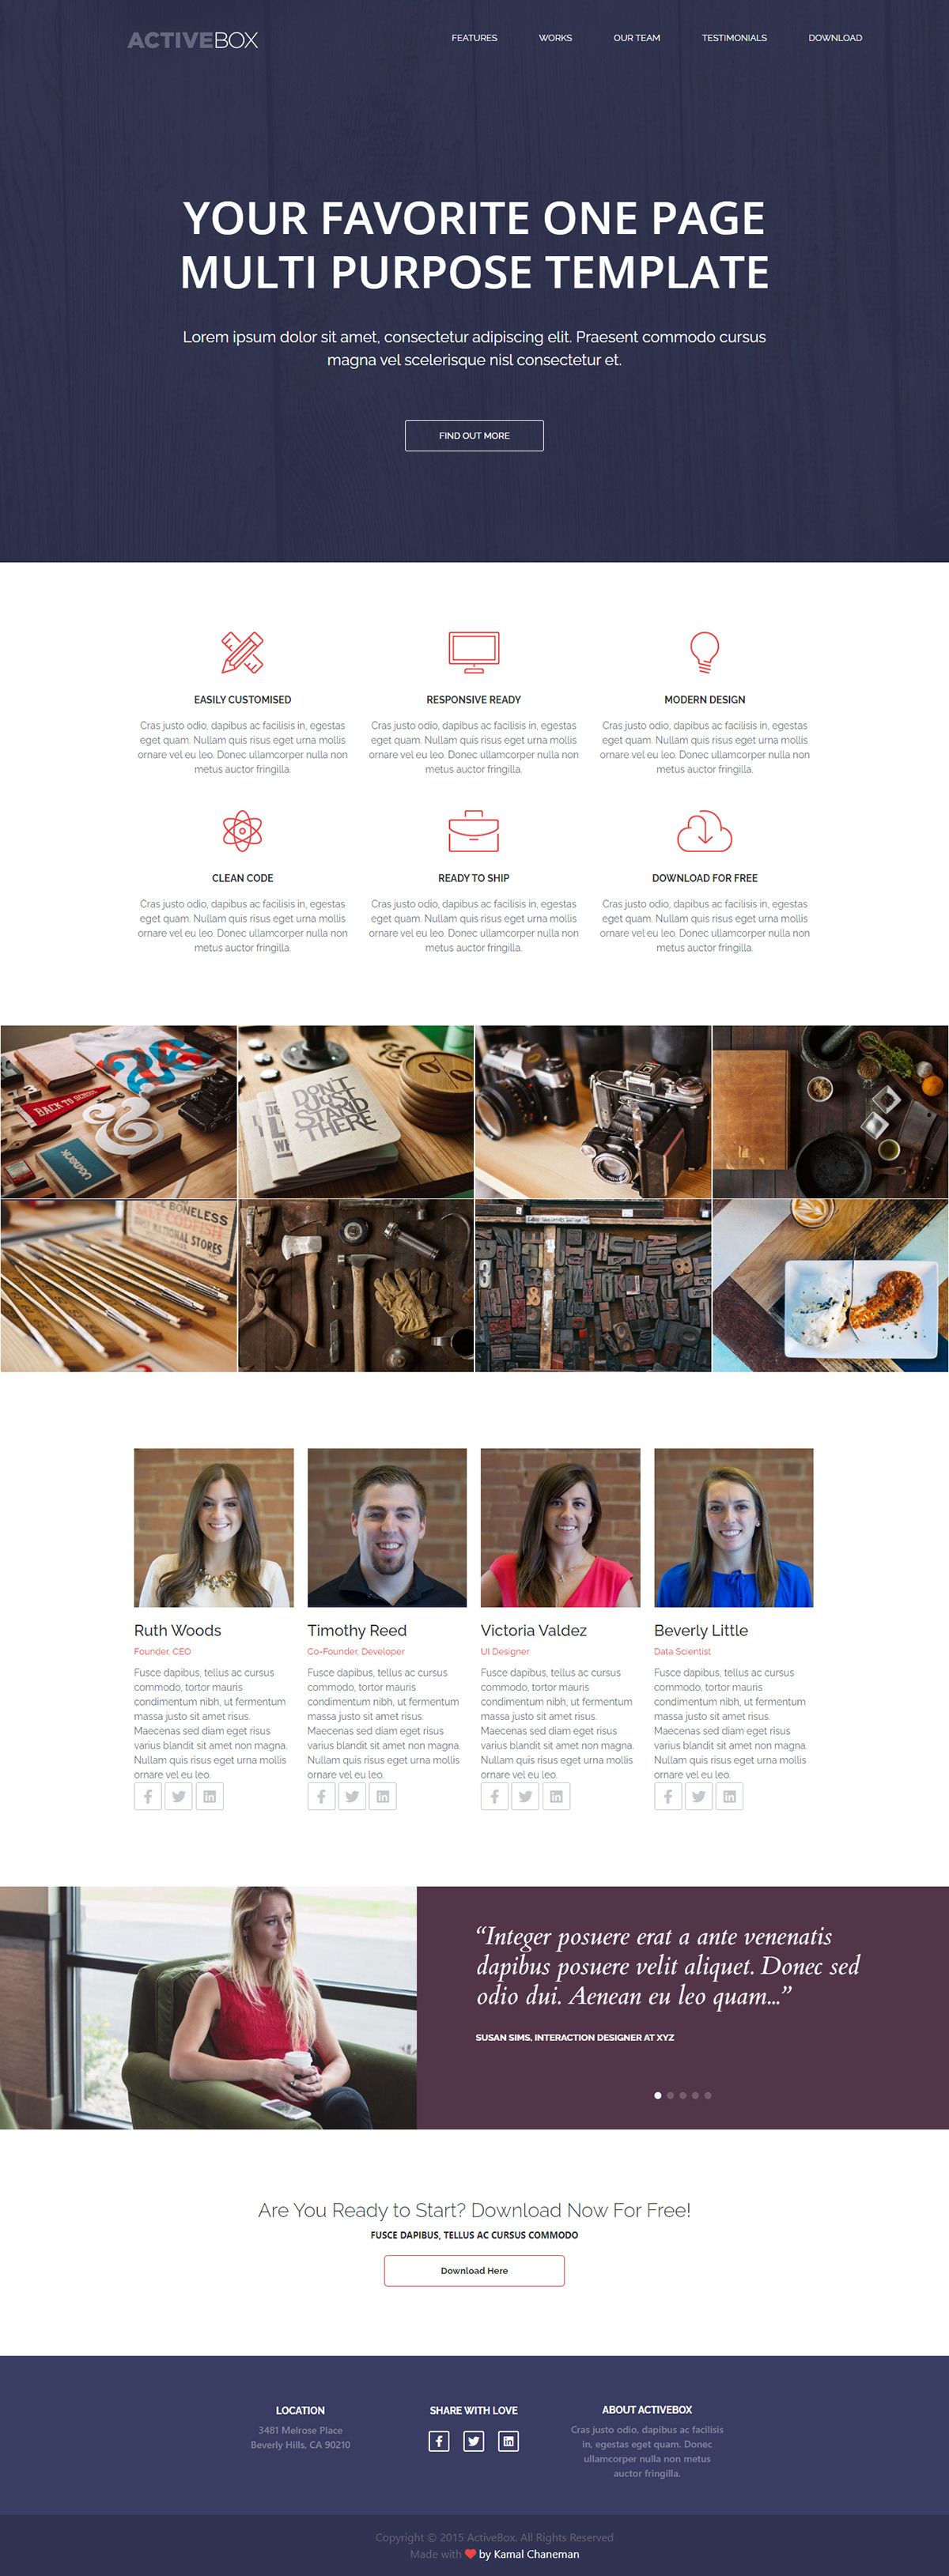 ACTIVEBOX
FEATURES WORKS OUR TEAM TESTIMONIALS DOWNLOAD
YOUR FAVORITE ONE PAGE
MULTI PURPOSE TEMPLATE
Lorem ipsum dolor sit amet, consectetur adipiscing elit. Praesent commodo cursus
magna vel scelerisque nisl consectetur et.
FIND OUT MORE
EASILY CUSTOMISED
Cras justo odio, dapibus ac facilisis in, egestas
eget quam. Nullam quis risus eget urna mollis
ornare vel eu leo. Donec ullamcorper nulla non
metus auctor fringilla.
RESPONSIVE READY
Cras justo odio, dapibus ac facilisis in, egestas
eget quam. Nullam quis risus eget urna mollis
ornare vel eu leo. Donec ullamcorper nulla non
metus auctor fringilla.
MODERN DESIGN
Cras justo odio, dapibus ac facilisis in, egestas
eget quam. Nullam quis risus eget urna mollis
ornare vel eu leo. Donec ullamcorper nulla non
metus auctor fringilla.
CLEAN CODE
Cras justo odio, dapibus ac facilisis in, egestas
eget quam. Nullam quis risus eget urna mollis
ornare vel eu leo. Donec ullamcorper nulla non
metus auctor fringilla.
READY TO SHIP
Cras justo odio, dapibus ac facilisis in, egestas
eget quam. Nullam quis risus eget urna mollis
ornare vel eu leo. Donec ullamcorper nulla non
metus auctor fringilla.
DOWNLOAD FOR FREE
Cras justo odio, dapibus ac facilisis in, egestas
eget quam. Nullam quis risus eget urna mollis
ornare vel eu leo. Donec ullamcorper nulla non
metus auctor fringilla.
BACK TO
&
DON'T
JUST
STAND
THERE
BONELESS
STORES
Ruth Woods
Founder, CEO
Fusce dapibus, tellus ac cursus
commodo, tortor mauris
condimentum nibh, ut fermentum
massa justo sit amet risus.
Maecenas sed diam eget risus
varius blandit sit amet non magna.
Nullam quis risus eget urna mollis
ornare vel eu leo.
Timothy Reed
Co-Founder, Developer
Fusce dapibus, tellus ac cursus
commodo, tortor mauris
condimentum nibh, ut fermentum
massa justo sit amet risus.
Maecenas sed diam eget risus
varius blandit sit amet non magna.
Nullam quis risus eget urna mollis
ornare vel eu leo.
Victoria Valdez
UI Designer
Fusce dapibus, tellus ac cursus
commodo, tortor mauris
condimentum nibh, ut fermentum
massa justo sit amet risus.
Maecenas sed diam eget risus
varius blandit sit amet non magna.
Nullam quis risus eget urna mollis
ornare vel eu leo.
Beverly Little
Data Scientist
Fusce dapibus, tellus ac cursus
commodo, tortor mauris
condimentum nibh, ut fermentum
massa justo sit amet risus.
Maecenas sed diam eget risus
varius blandit sit amet non magna.
Nullam quis risus eget urna mollis
ornare vel eu leo.
“Integer posuere erat a ante venenatis
dapibus posuere velit aliquet. Donec sed
odio dui. Aenean eu leo quam...”
SUSAN SIMS, INTERACTION DESIGNER AT XYZ
Are You Ready to Start? Download Now For Free!
FUSCE DAPIBUS, TELLUS AC CURSUS COMMODO
Download Here
LOCATION
3481 Melrose Place
Beverly Hills, CA 90210
SHARE WITH LOVE
ABOUT ACTIVEBOX
Cras justo odio, dapibus ac facilisis
in, egestas eget quam. Donec
ullamcorper nulla non metus
auctor fringilla.
Copyright © 2015 ActiveBox. All Rights Reserved
Made with ❤ by Kamal Chaneman